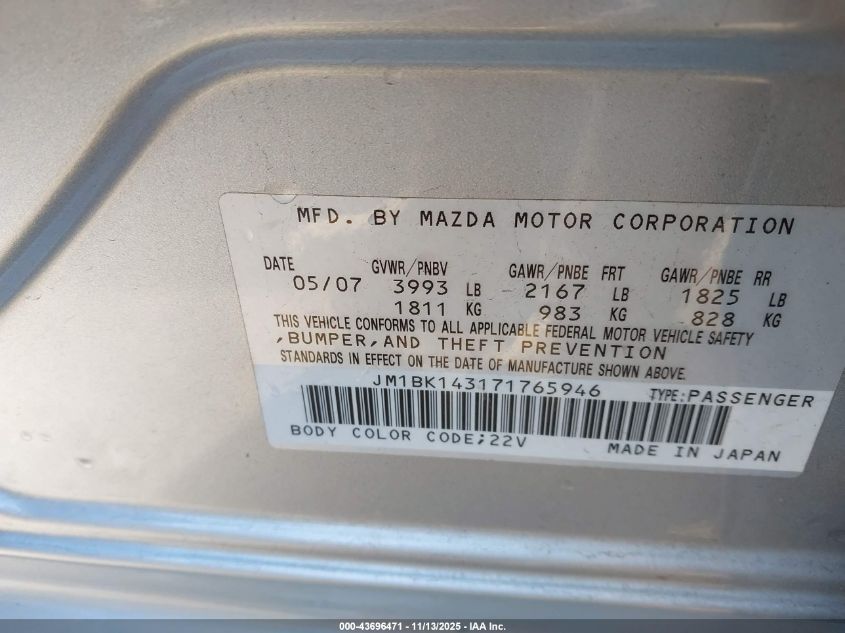 MFD. BY MAZDA MOTOR CORPORATION
DATE GVWR/PNBV GAWR/PNBE FRT GAWR/PNBE RR
05/07 3993 LB 2167 LB 1825 LB
1811 KG 983 KG 828 KG
THIS VEHICLE CONFORMS TO ALL APPLICABLE FEDERAL MOTOR VEHICLE SAFETY
,BUMPER,AND THEFT PREVENTION
STANDARDS IN EFFECT ON THE DATE OF MANUFACTURE SHOWN ABOVE.
JM1BK143171765946 TYPE:PASSENGER
BODY COLOR CODE;22V MADE IN JAPAN
000-43696471 - 11/13/2025 - IAA Inc.